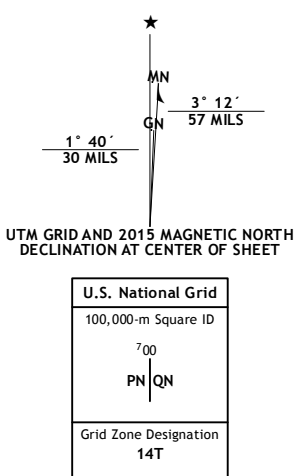 ★
MN
3° 12´
57 MILS
GN
1° 40´
30 MILS
UTM GRID AND 2015 MAGNETIC NORTH
DECLINATION AT CENTER OF SHEET
U.S. National Grid
100,000-m Square ID
⁷00
PN QN
Grid Zone Designation
14T